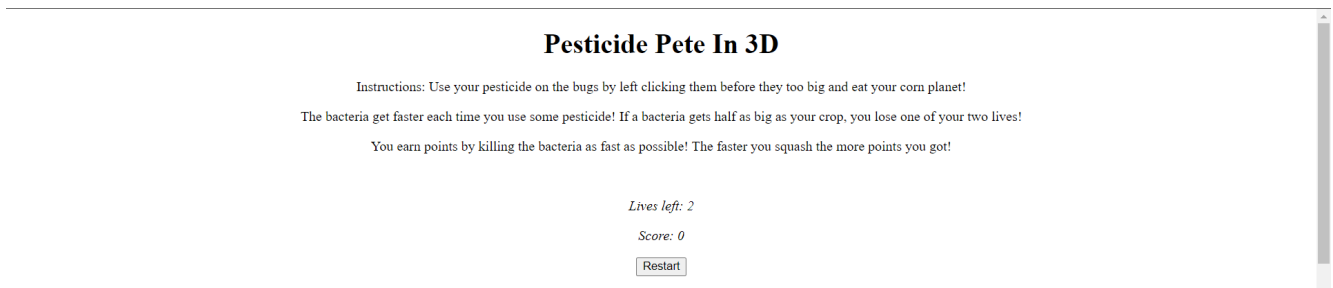 Pesticide Pete In 3D
Instructions: Use your pesticide on the bugs by left clicking them before they too big and eat your corn planet!
The bacteria get faster each time you use some pesticide! If a bacteria gets half as big as your crop, you lose one of your two lives!
You earn points by killing the bacteria as fast as possible! The faster you squash the more points you got!
Lives left: 2
Score: 0
Restart